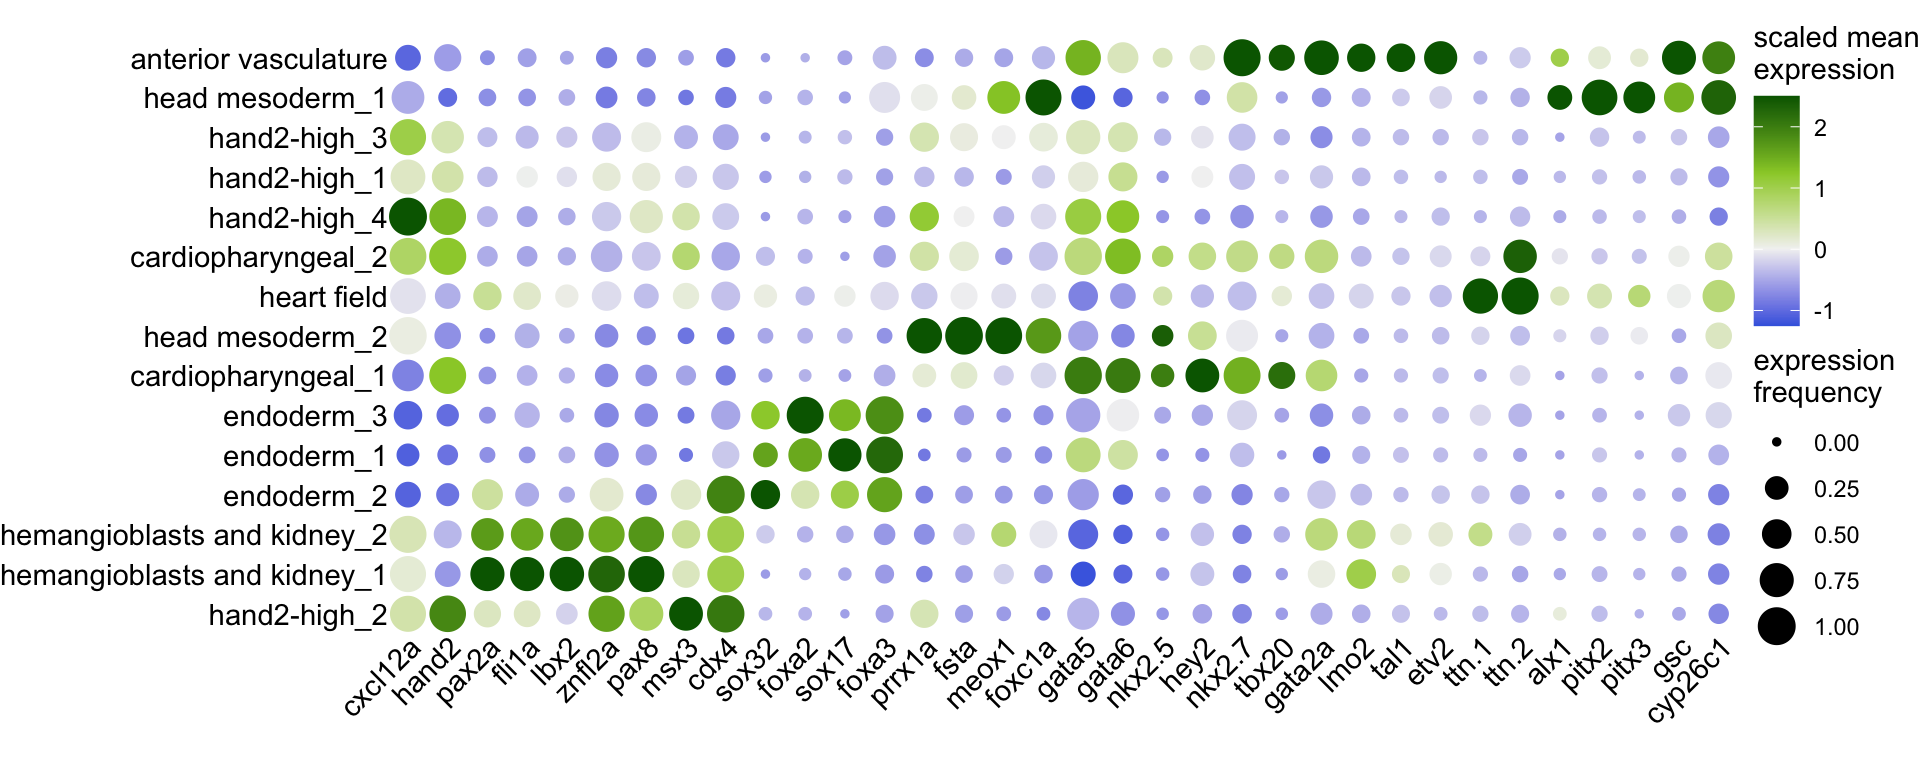 anterior vasculature
head mesoderm_1
hand2-high_3
hand2-high_1
hand2-high_4
cardiopharyngeal_2
heart field
head mesoderm_2
cardiopharyngeal_1
endoderm_3
endoderm_1
endoderm_2
hemangioblasts and kidney_2
hemangioblasts and kidney_1
hand2-high_2
cxcl12a
hand2
pax2a
fli1a
lbx2
znfl2a
pax8
msx3
cdx4
sox32
foxa2
sox17
foxa3
prrx1a
fsta
meox1
foxc1a
gata5
gata6
nkx2.5
hey2
nkx2.7
tbx20
gata2a
lmo2
tal1
etv2
ttn.1
ttn.2
alx1
pitx2
pitx3
gsc
cyp26c1
scaled mean
expression
2
1
0
-1
expression
frequency
0.00
0.25
0.50
0.75
1.00